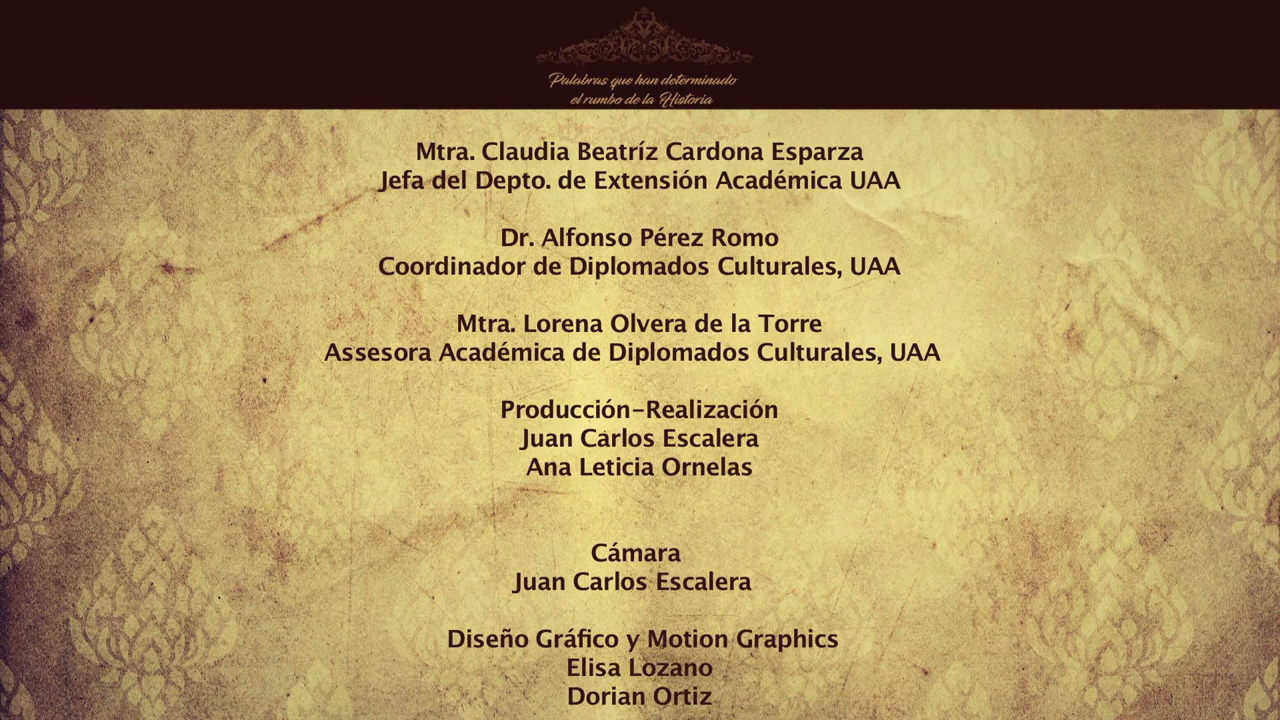 Palabras que han determinado
el rumbo de la Historia
Mtra. Claudia Beatríz Cardona Esparza
Jefa del Depto. de Extensión Académica UAA
Dr. Alfonso Pérez Romo
Coordinador de Diplomados Culturales, UAA
Mtra. Lorena Olvera de la Torre
Assesora Académica de Diplomados Culturales, UAA
Producción-Realización
Juan Carlos Escalera
Ana Leticia Ornelas
Cámara
Juan Carlos Escalera
Diseño Gráfico y Motion Graphics
Elisa Lozano
Dorian Ortiz